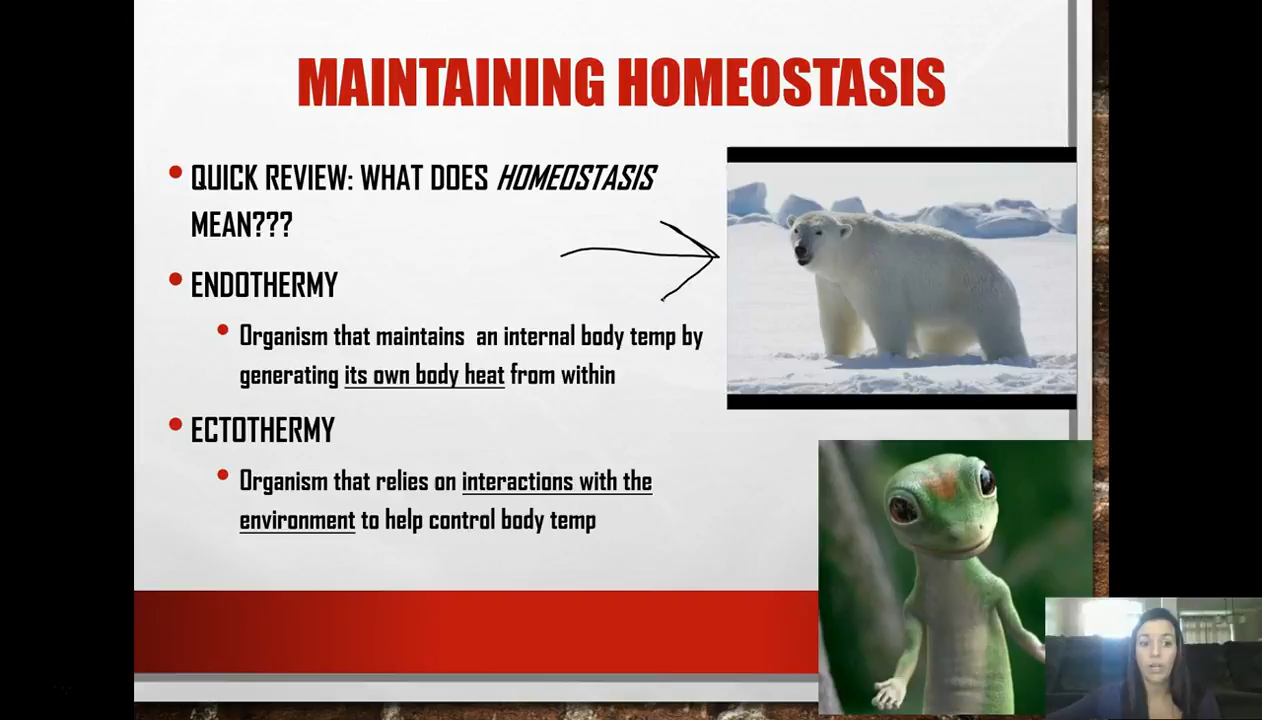 MAINTAINING HOMEOSTASIS
• QUICK REVIEW: WHAT DOES HOMEOSTASIS
MEAN???
• ENDOTHERMY
• Organism that maintains an internal body temp by
generating its own body heat from within
• ECTOTHERMY
• Organism that relies on interactions with the
environment to help control body temp